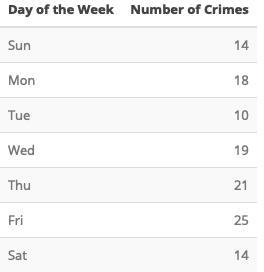 Day of the Week Number of Crimes
Sun 14
Mon 18
Tue 10
Wed 19
Thu 21
Fri 25
Sat 14